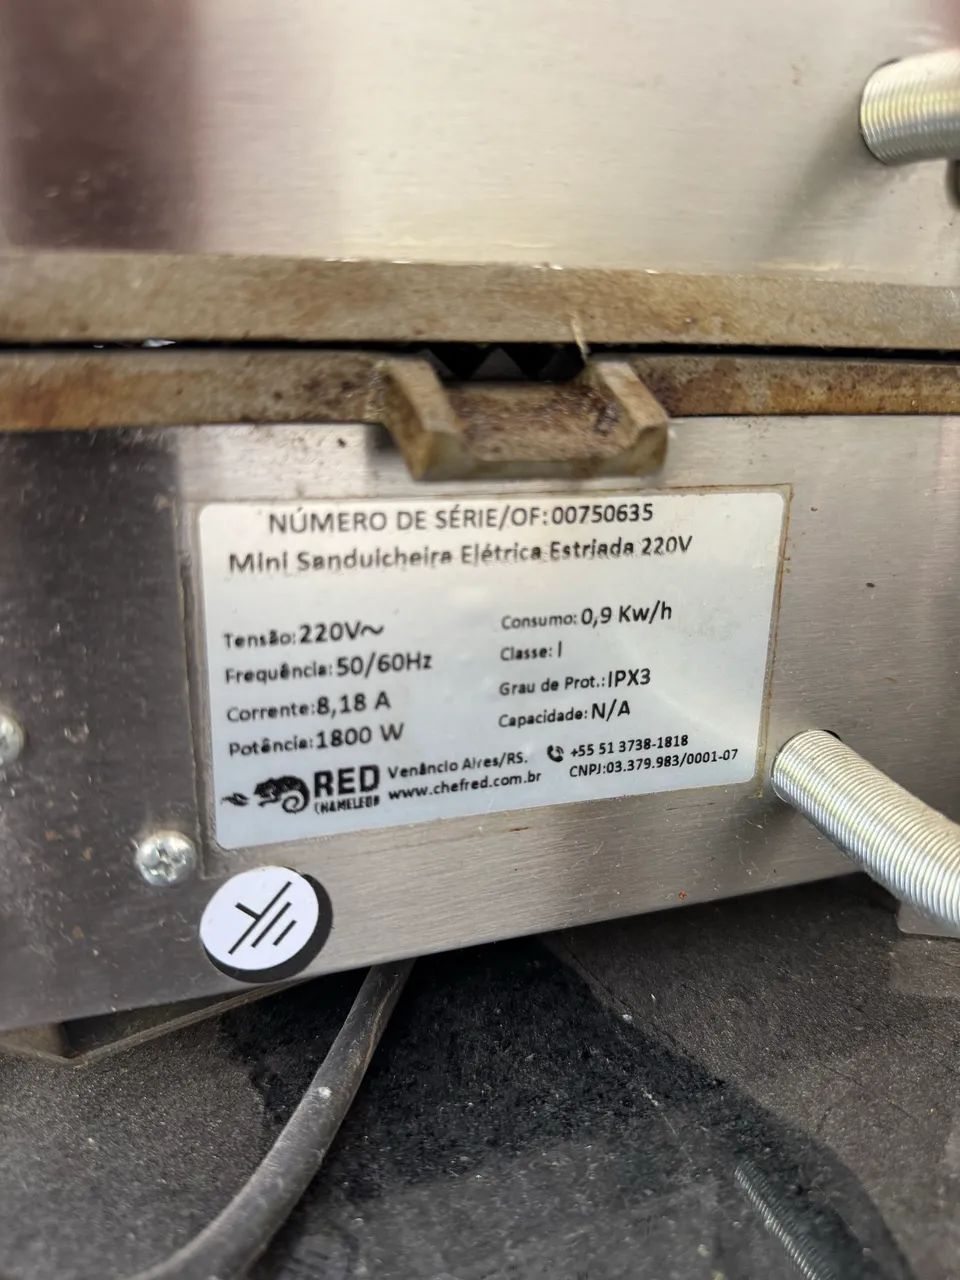 NÚMERO DE SÉRIE/OF:00750635
Mini Sanduicheira Elétrica Estriada 220V
Tensão:220V~
Frequência:50/60Hz
Corrente:8,18 A
Potência:1800 W
Consumo:0,9 Kw/h
Classe:I
Grau de Prot.:IPX3
Capacidade:N/A
RED
CHAMELEON
Venâncio Aires/RS.
www.chefred.com.br
+55 51 3738-1818
CNPJ:03.379.983/0001-07